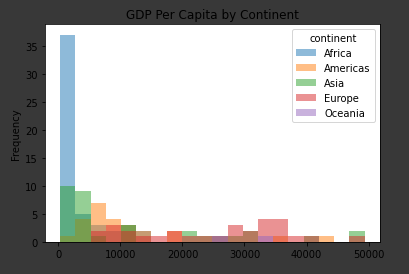 GDP Per Capita by Continent
continent
Africa
Americas
Asia
Europe
Oceania
Frequency
35
30
25
20
15
10
5
0
0 10000 20000 30000 40000 50000